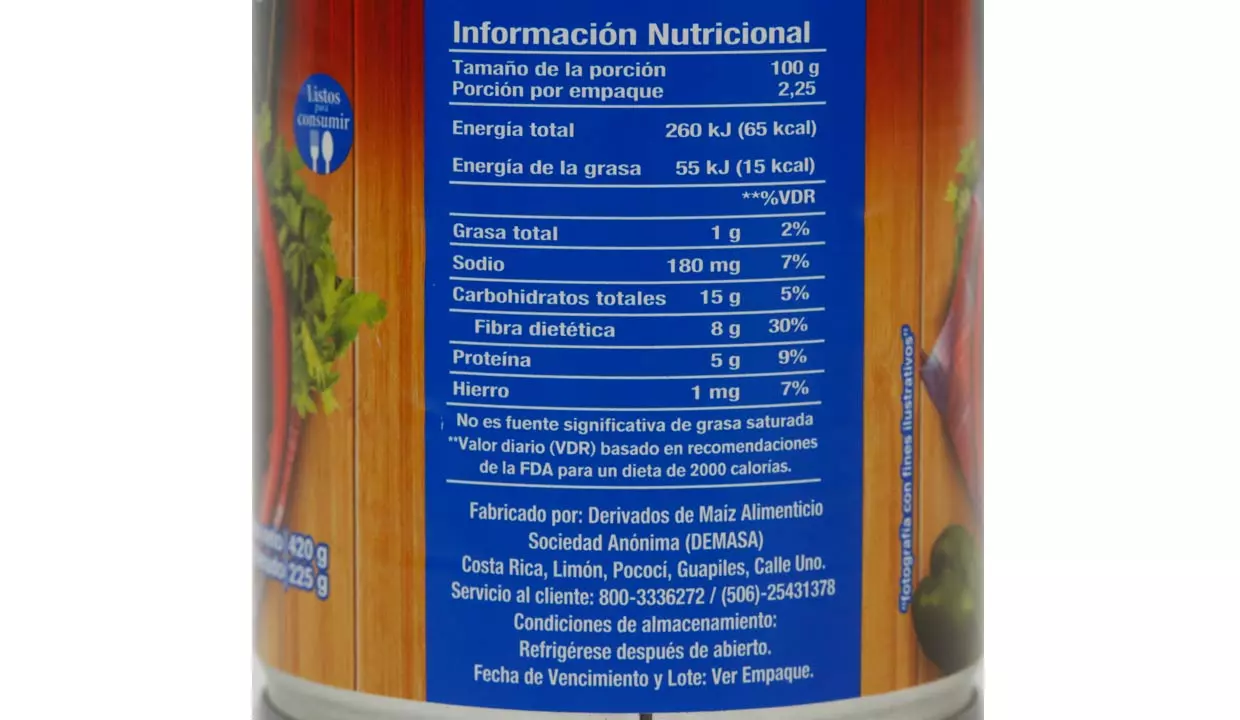 Información Nutricional
Tamaño de la porción 100 g
Porción por empaque 2,25
Energía total 260 kJ (65 kcal)
Energía de la grasa 55 kJ (15 kcal)
**%VDR
Grasa total 1 g 2%
Sodio 180 mg 7%
Carbohidratos totales 15 g 5%
Fibra dietética 8 g 30%
Proteína 5 g 9%
Hierro 1 mg 7%
No es fuente significativa de grasa saturada
**Valor diario (VDR) basado en recomendaciones
de la FDA para un dieta de 2000 calorías.
Fabricado por: Derivados de Maíz Alimenticio
Sociedad Anónima (DEMASA)
Costa Rica, Limón, Pococí, Guapiles, Calle Uno.
Servicio al cliente: 800-3336272 / (506)-25431378
Condiciones de almacenamiento:
Refrigérese después de abierto.
Fecha de Vencimiento y Lote: Ver Empaque.
Listos
para
consumir
420 g
225 g
"fotografía con fines ilustrativos"